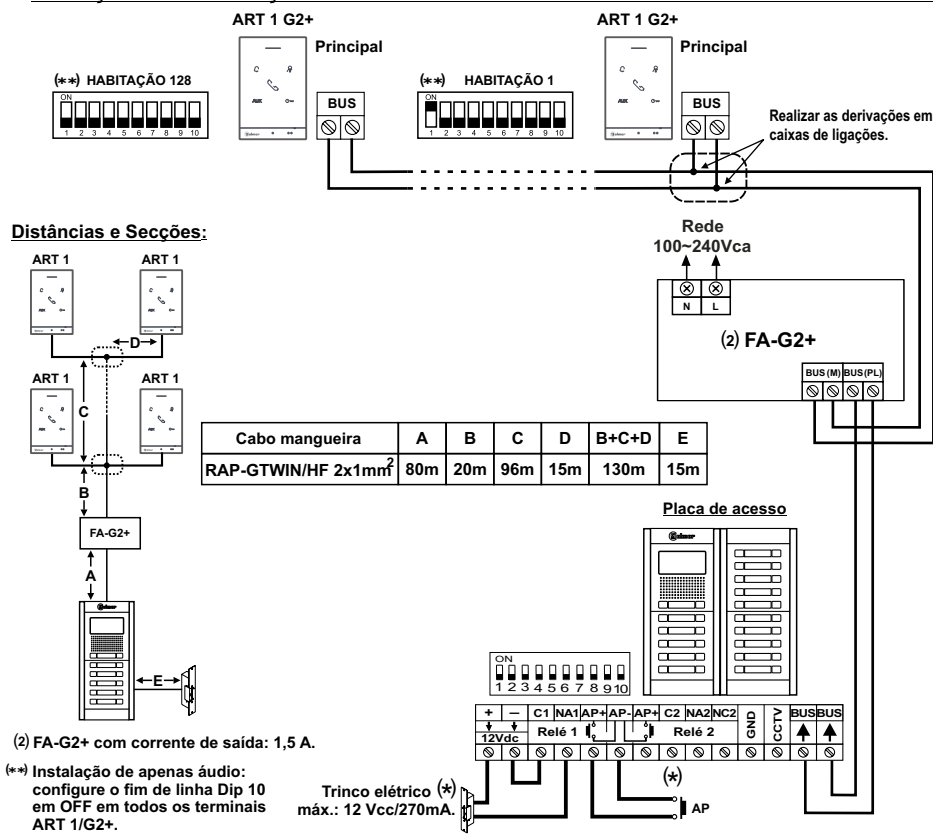 ART 1 G2+
Principal
ART 1 G2+
Principal
(**) HABITAÇÃO 128
ON
1 2 3 4 5 6 7 8 9 10
(**) HABITAÇÃO 1
ON
1 2 3 4 5 6 7 8 9 10
AUX
BUS
AUX
BUS
Realizar as derivações em
caixas de ligações.
Distâncias e Secções:
ART 1
ART 1
D
ART 1
ART 1
C
B
FA-G2+
A
E
Rede
100~240Vca
N L
(2) FA-G2+
BUS(M) BUS(PL)
Cabo mangueira A B C D B+C+D E
RAP-GTWIN/HF 2x1mm² 80m 20m 96m 15m 130m 15m
Placa de acesso
ON
1 2 3 4 5 6 7 8 9 10
+ – C1 NA1 AP+ AP- AP+ C2 NA2 NC2 GND CCTV BUS BUS
12Vdc Relé 1 Relé 2
(*)
Trinco elétrico (*)
máx.: 12 Vcc/270mA.
AP
(2) FA-G2+ com corrente de saída: 1,5 A.
(**) Instalação de apenas áudio:
configure o fim de linha Dip 10
em OFF em todos os terminais
ART 1/G2+.